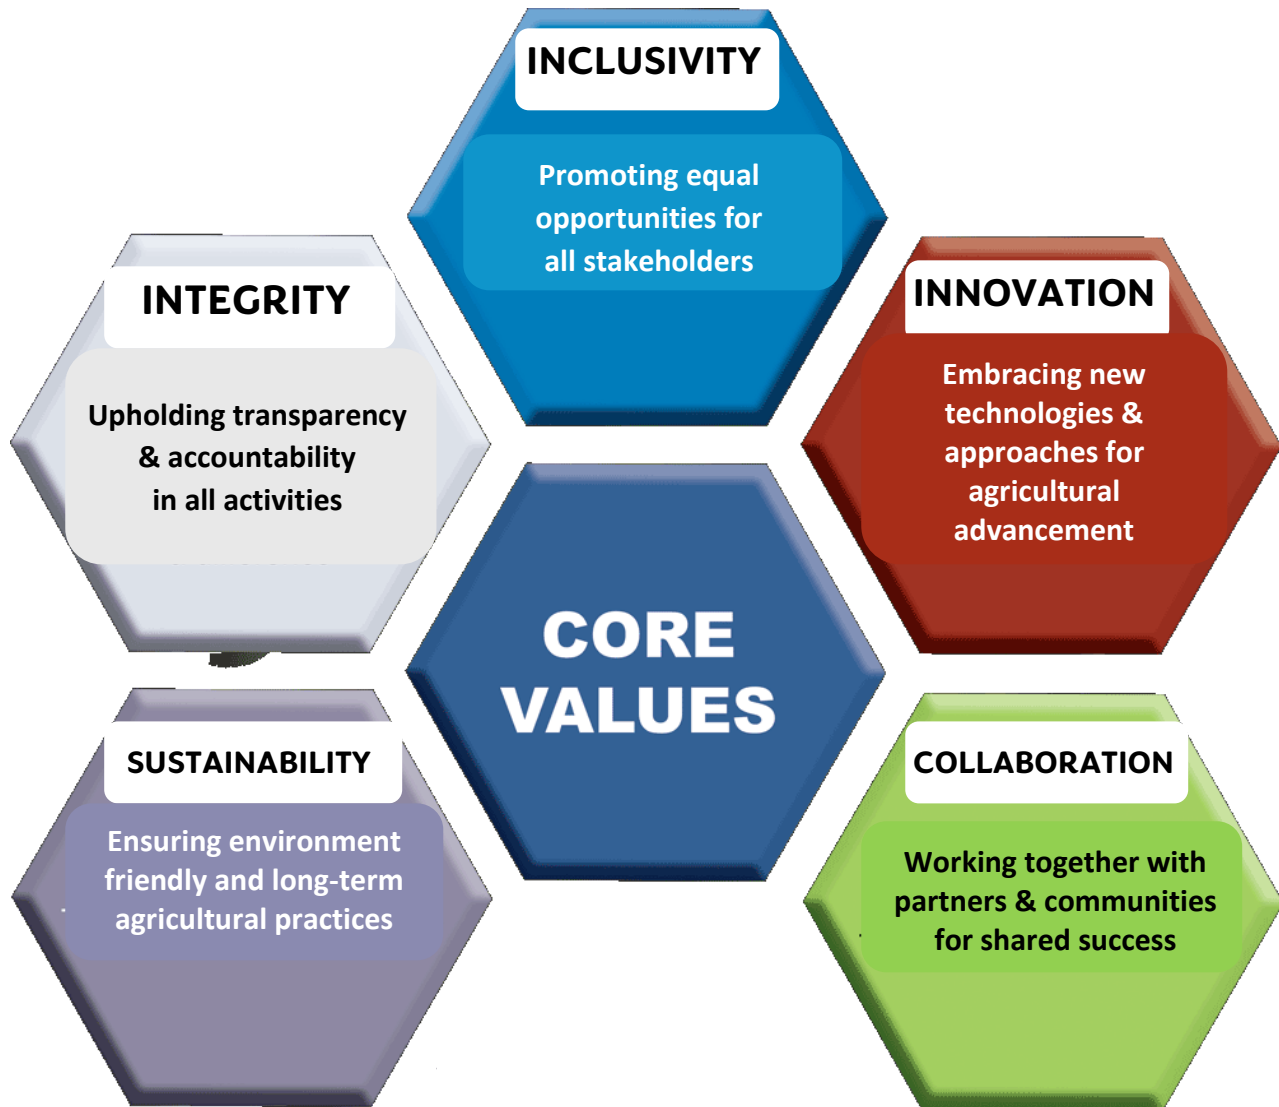 INCLUSIVITY
Promoting equal
opportunities for
all stakeholders
INTEGRITY
Upholding transparency
& accountability
in all activities
INNOVATION
Embracing new
technologies &
approaches for
agricultural
advancement
CORE
VALUES
SUSTAINABILITY
Ensuring environment
friendly and long-term
agricultural practices
COLLABORATION
Working together with
partners & communities
for shared success